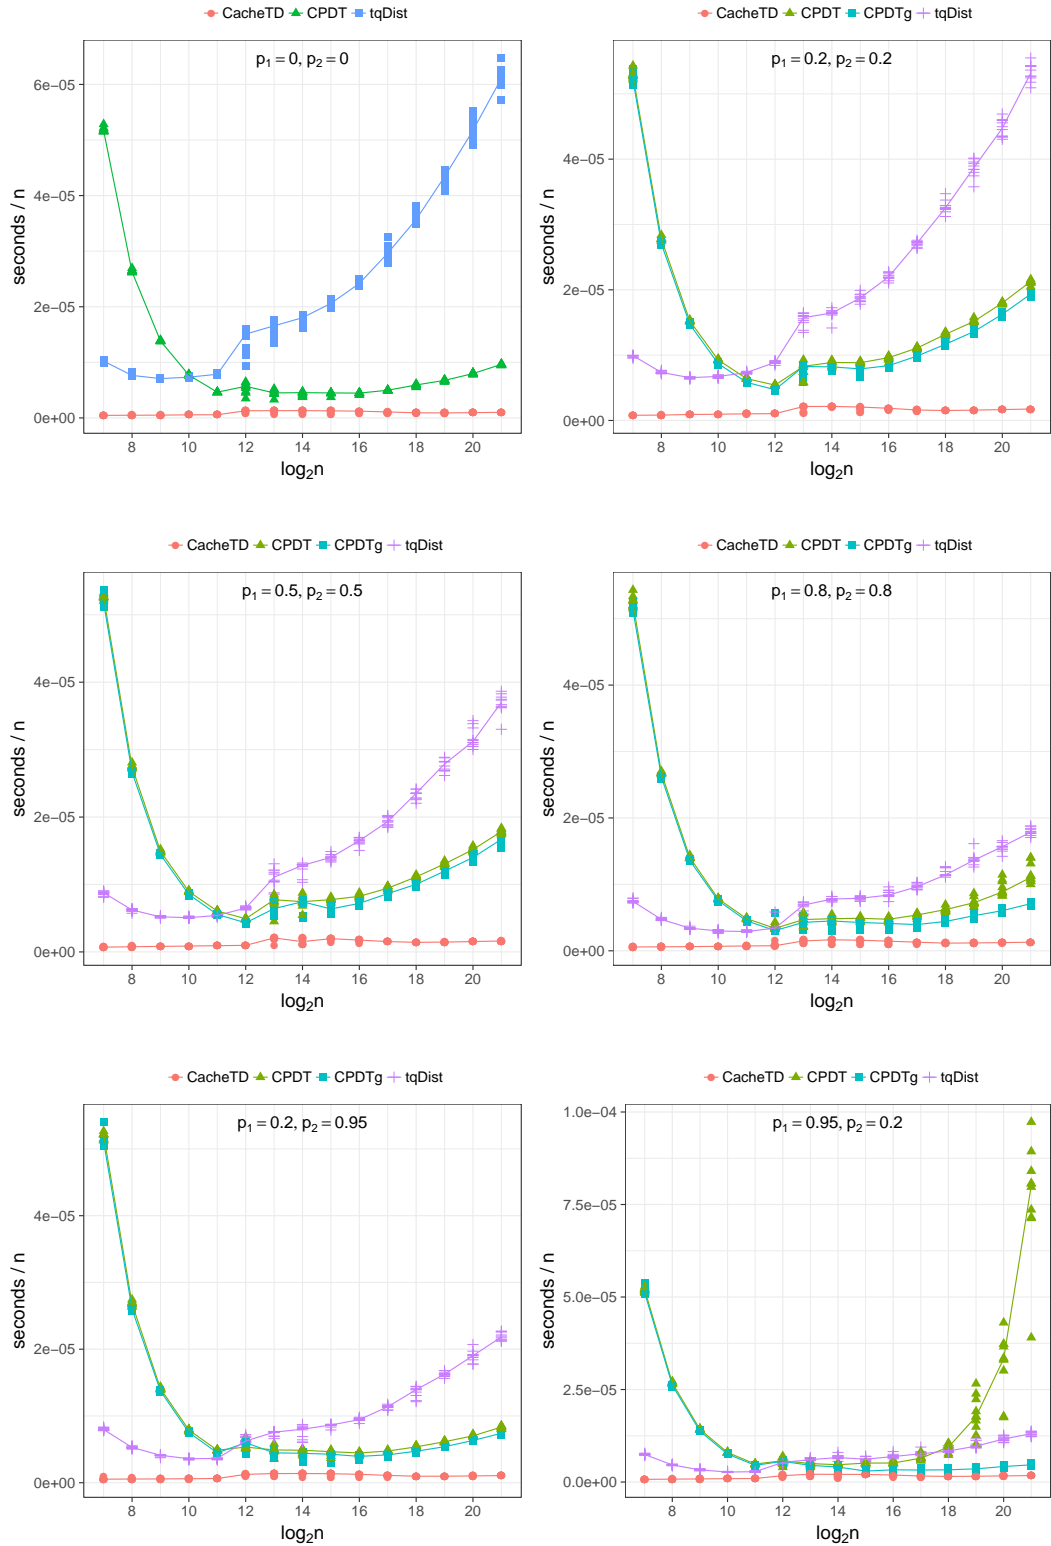 CacheTD CPDT tqDist
p1 = 0, p2 = 0
6e−05
4e−05
2e−05
0e+00
seconds / n
8 10 12 14 16 18 20
log2n
CacheTD CPDT CPDTg tqDist
p1 = 0.2, p2 = 0.2
4e−05
2e−05
0e+00
seconds / n
8 10 12 14 16 18 20
log2n
CacheTD CPDT CPDTg tqDist
p1 = 0.5, p2 = 0.5
4e−05
2e−05
0e+00
seconds / n
8 10 12 14 16 18 20
log2n
CacheTD CPDT CPDTg tqDist
p1 = 0.8, p2 = 0.8
4e−05
2e−05
0e+00
seconds / n
8 10 12 14 16 18 20
log2n
CacheTD CPDT CPDTg tqDist
p1 = 0.2, p2 = 0.95
4e−05
2e−05
0e+00
seconds / n
8 10 12 14 16 18 20
log2n
CacheTD CPDT CPDTg tqDist
p1 = 0.95, p2 = 0.2
1.0e−04
7.5e−05
5.0e−05
2.5e−05
0.0e+00
seconds / n
8 10 12 14 16 18 20
log2n